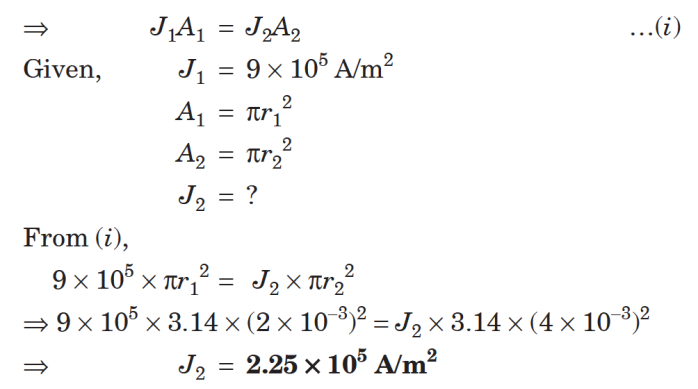 ⇒ J₁A₁ = J₂A₂ ...(i)
Given, J₁ = 9 × 10⁵ A/m²
A₁ = πr₁²
A₂ = πr₂²
J₂ = ?
From (i),
9 × 10⁵ × πr₁² = J₂ × πr₂²
⇒ 9 × 10⁵ × 3.14 × (2 × 10⁻³)² = J₂ × 3.14 × (4 × 10⁻³)²
⇒ J₂ = 2.25 × 10⁵ A/m²